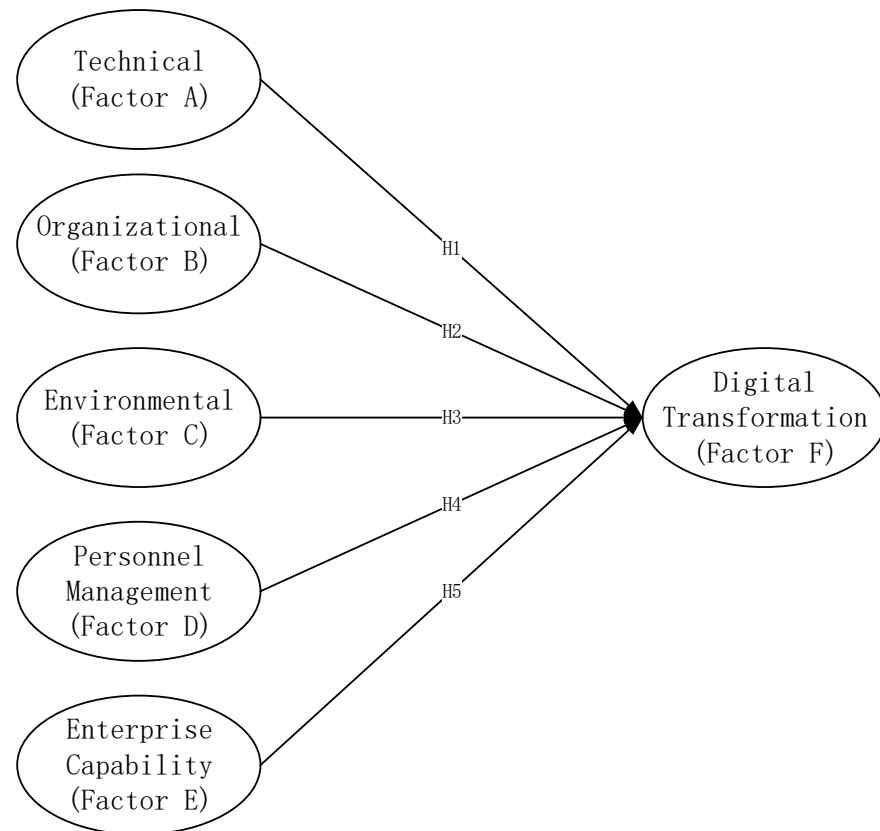 Technical
(Factor A)
Organizational
(Factor B)
Environmental
(Factor C)
Personnel
Management
(Factor D)
Enterprise
Capability
(Factor E)
H1
H2
H3
H4
H5
Digital
Transformation
(Factor F)